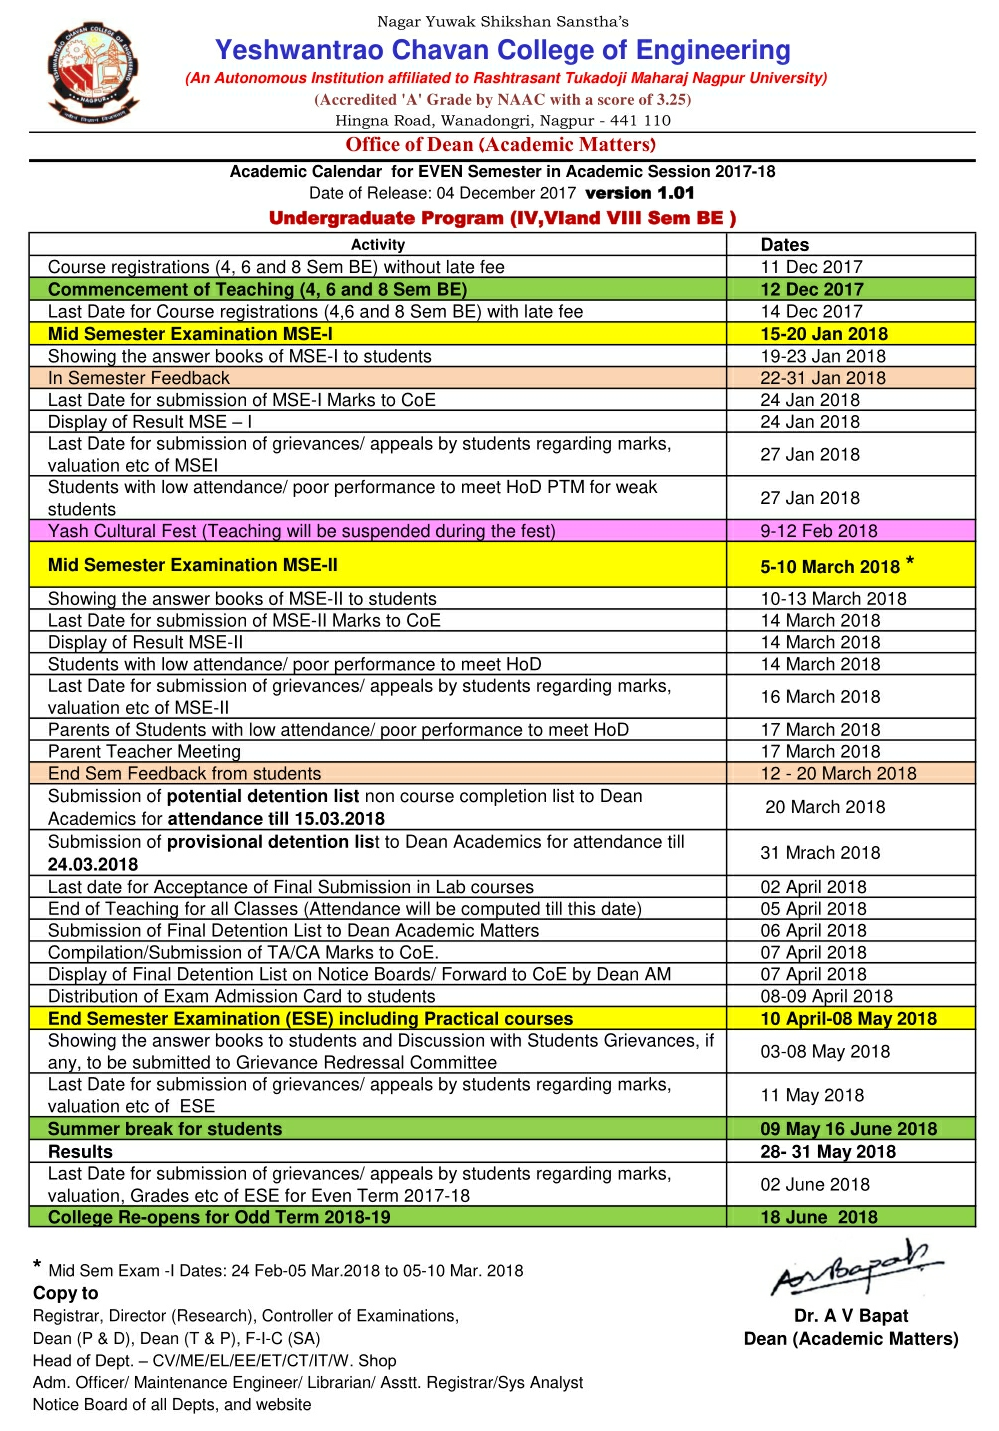 Nagar Yuwak Shikshan Sanstha's
Yeshwantrao Chavan College of Engineering
(An Autonomous Institution affiliated to Rashtrasant Tukadoji Maharaj Nagpur University)
(Accredited 'A' Grade by NAAC with a score of 3.25)
Hingna Road, Wanadongri, Nagpur - 441 110
Office of Dean (Academic Matters)
Academic Calendar for EVEN Semester in Academic Session 2017-18
Date of Release: 04 December 2017 version 1.01
Undergraduate Program (IV,VIand VIII Sem BE )
Activity Dates
Course registrations (4, 6 and 8 Sem BE) without late fee 11 Dec 2017
Commencement of Teaching (4, 6 and 8 Sem BE) 12 Dec 2017
Last Date for Course registrations (4,6 and 8 Sem BE) with late fee 14 Dec 2017
Mid Semester Examination MSE-I 15-20 Jan 2018
Showing the answer books of MSE-I to students 19-23 Jan 2018
In Semester Feedback 22-31 Jan 2018
Last Date for submission of MSE-I Marks to CoE 24 Jan 2018
Display of Result MSE – I 24 Jan 2018
Last Date for submission of grievances/ appeals by students regarding marks,
valuation etc of MSEI 27 Jan 2018
Students with low attendance/ poor performance to meet HoD PTM for weak
students 27 Jan 2018
Yash Cultural Fest (Teaching will be suspended during the fest) 9-12 Feb 2018
Mid Semester Examination MSE-II 5-10 March 2018 *
Showing the answer books of MSE-II to students 10-13 March 2018
Last Date for submission of MSE-II Marks to CoE 14 March 2018
Display of Result MSE-II 14 March 2018
Students with low attendance/ poor performance to meet HoD 14 March 2018
Last Date for submission of grievances/ appeals by students regarding marks,
valuation etc of MSE-II 16 March 2018
Parents of Students with low attendance/ poor performance to meet HoD 17 March 2018
Parent Teacher Meeting 17 March 2018
End Sem Feedback from students 12 - 20 March 2018
Submission of potential detention list non course completion list to Dean
Academics for attendance till 15.03.2018 20 March 2018
Submission of provisional detention list to Dean Academics for attendance till
24.03.2018 31 Mrach 2018
Last date for Acceptance of Final Submission in Lab courses 02 April 2018
End of Teaching for all Classes (Attendance will be computed till this date) 05 April 2018
Submission of Final Detention List to Dean Academic Matters 06 April 2018
Compilation/Submission of TA/CA Marks to CoE. 07 April 2018
Display of Final Detention List on Notice Boards/ Forward to CoE by Dean AM 07 April 2018
Distribution of Exam Admission Card to students 08-09 April 2018
End Semester Examination (ESE) including Practical courses 10 April-08 May 2018
Showing the answer books to students and Discussion with Students Grievances, if
any, to be submitted to Grievance Redressal Committee 03-08 May 2018
Last Date for submission of grievances/ appeals by students regarding marks,
valuation etc of ESE 11 May 2018
Summer break for students 09 May 16 June 2018
Results 28- 31 May 2018
Last Date for submission of grievances/ appeals by students regarding marks,
valuation, Grades etc of ESE for Even Term 2017-18 02 June 2018
College Re-opens for Odd Term 2018-19 18 June 2018
* Mid Sem Exam -I Dates: 24 Feb-05 Mar.2018 to 05-10 Mar. 2018
Copy to
Registrar, Director (Research), Controller of Examinations,
Dean (P & D), Dean (T & P), F-I-C (SA)
Head of Dept. – CV/ME/EL/EE/ET/CT/IT/W. Shop
Adm. Officer/ Maintenance Engineer/ Librarian/ Asstt. Registrar/Sys Analyst
Notice Board of all Depts, and website
Dr. A V Bapat
Dean (Academic Matters)